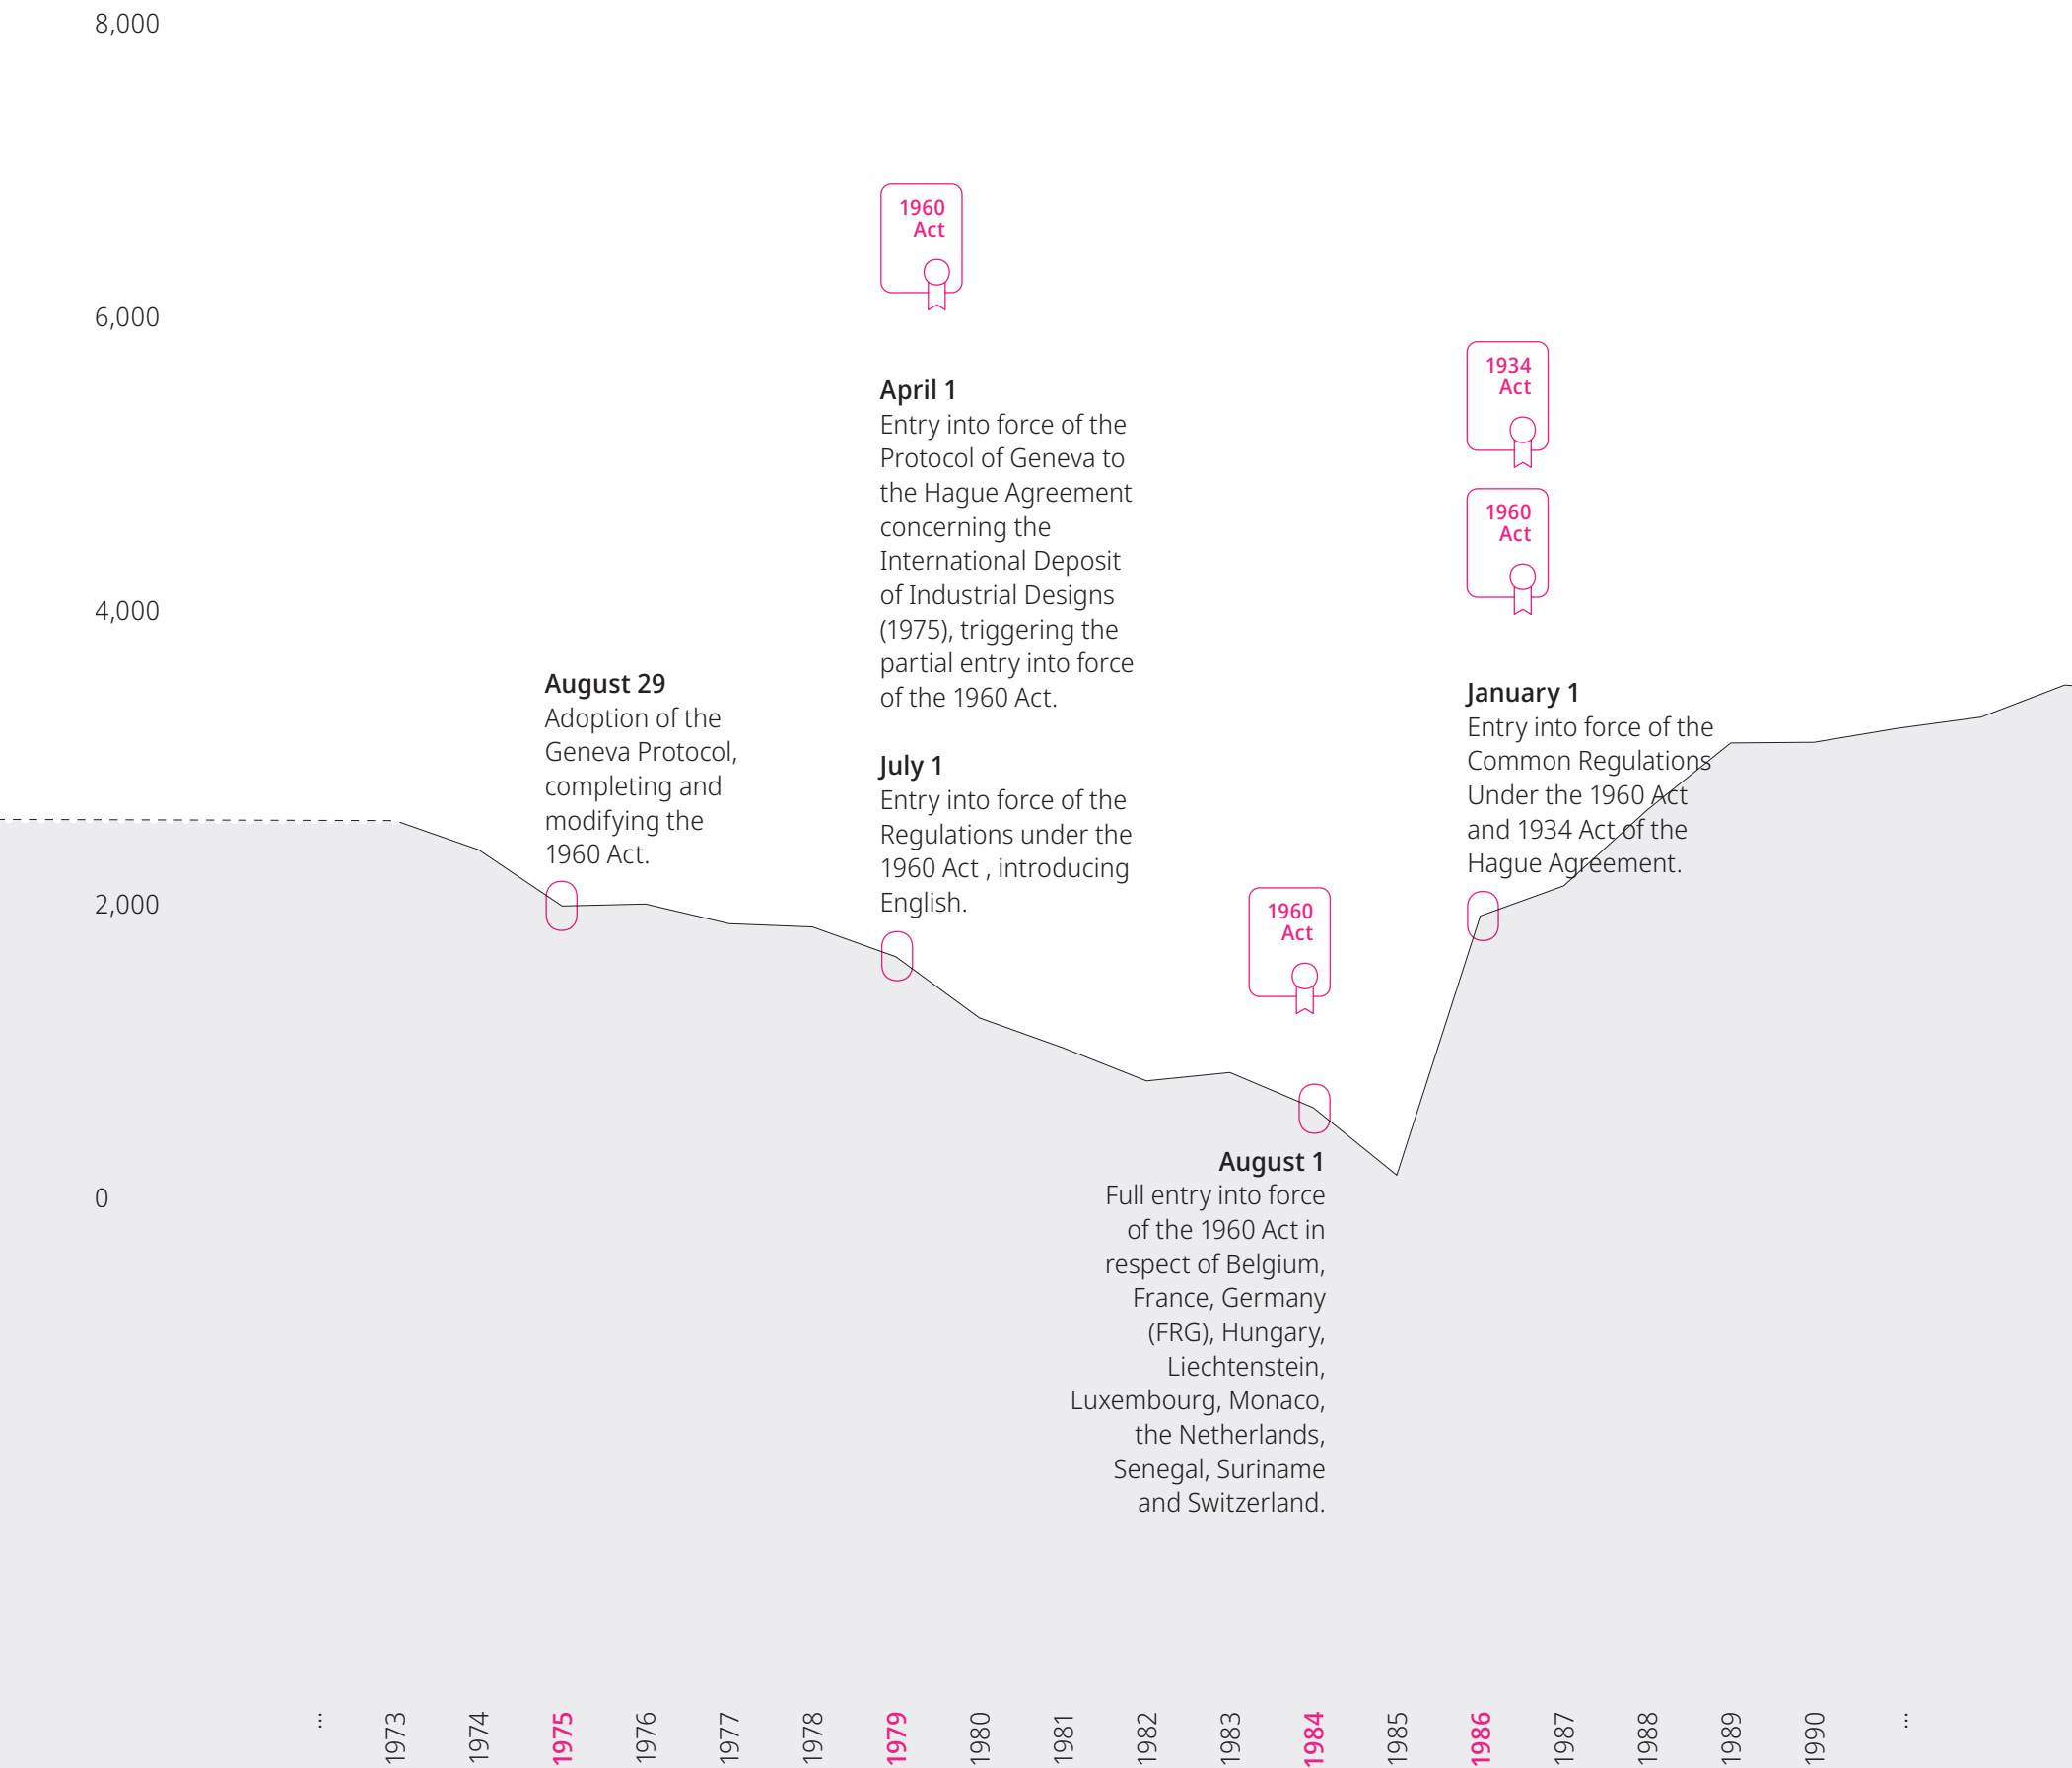 8,000
6,000
4,000
2,000
0
August 29
Adoption of the
Geneva Protocol,
completing and
modifying the
1960 Act.
1960
Act
April 1
Entry into force of the
Protocol of Geneva to
the Hague Agreement
concerning the
International Deposit
of Industrial Designs
(1975), triggering the
partial entry into force
of the 1960 Act.
July 1
Entry into force of the
Regulations under the
1960 Act , introducing
English.
1960
Act
August 1
Full entry into force
of the 1960 Act in
respect of Belgium,
France, Germany
(FRG), Hungary,
Liechtenstein,
Luxembourg, Monaco,
the Netherlands,
Senegal, Suriname
and Switzerland.
1934
Act
1960
Act
January 1
Entry into force of the
Common Regulations
Under the 1960 Act
and 1934 Act of the
Hague Agreement.
...
1973
1974
1975
1976
1977
1978
1979
1980
1981
1982
1983
1984
1985
1986
1987
1988
1989
1990
...